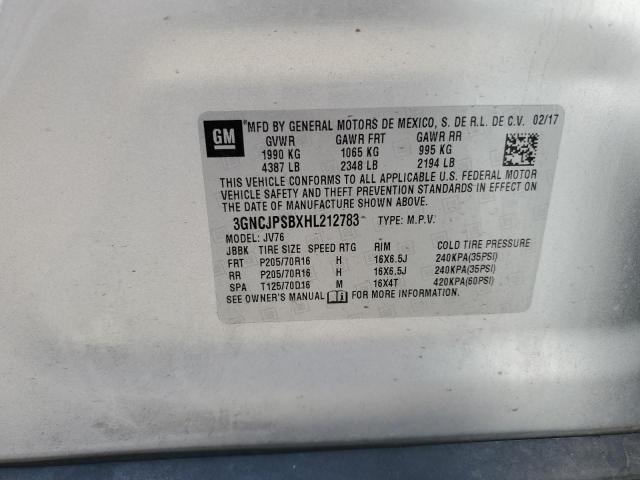 GM *MFD BY GENERAL MOTORS DE MEXICO, S. DE R.L. DE C.V. 02/17
GVWR GAWR FRT GAWR RR
1990 KG 1065 KG 995 KG
4387 LB 2348 LB 2194 LB
THIS VEHICLE CONFORMS TO ALL APPLICABLE U.S. FEDERAL MOTOR
VEHICLE SAFETY AND THEFT PREVENTION STANDARDS IN EFFECT ON
THE DATE OF MANUFACTURE SHOWN ABOVE.
3GNCJPSBXHL212783* TYPE: M.P.V.
MODEL: JV76
JBBK TIRE SIZE SPEED RTG RIM COLD TIRE PRESSURE
FRT P205/70R16 H 16X6.5J 240KPA(35PSI)
RR P205/70R16 H 16X6.5J 240KPA(35PSI)
SPA T125/70D16 M 16X4T 420KPA(60PSI)
SEE OWNER'S MANUAL FOR MORE INFORMATION.